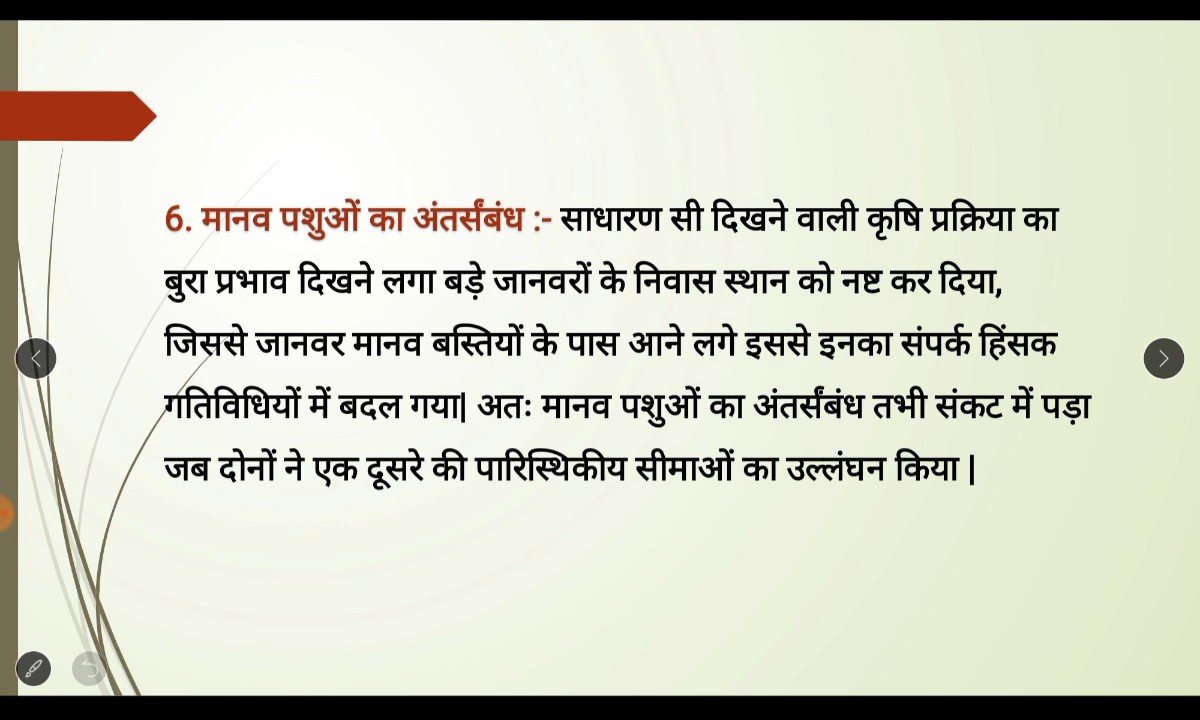 6. मानव पशुओं का अंतर्संबंध :- साधारण सी दिखने वाली कृषि प्रक्रिया का
बुरा प्रभाव दिखने लगा बड़े जानवरों के निवास स्थान को नष्ट कर दिया,
जिससे जानवर मानव बस्तियों के पास आने लगे इससे इनका संपर्क हिंसक
गतिविधियों में बदल गया| अतः मानव पशुओं का अंतर्संबंध तभी संकट में पड़ा
जब दोनों ने एक दूसरे की पारिस्थिकीय सीमाओं का उल्लंघन किया |